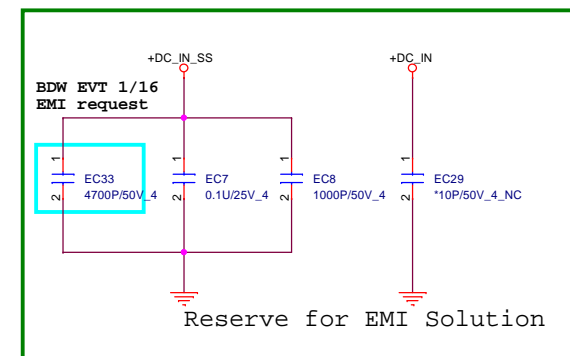 +DC_IN_SS
+DC_IN
BDW EVT 1/16
EMI request
1
2
EC33
4700P/50V_4
1
2
EC7
0.1U/25V_4
1
2
EC8
1000P/50V_4
1
2
EC29
*10P/50V_4_NC
Reserve for EMI Solution